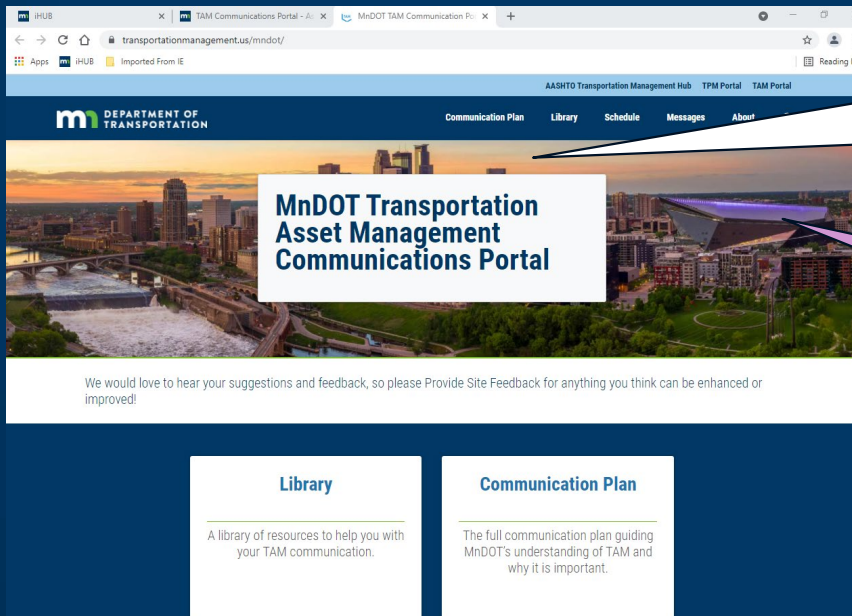 iHUB
TAM Communications Portal - As
MnDOT TAM Communication Po
transportationmanagement.us/mndot/
Apps iHUB Imported From IE
Reading
AASHTO Transportation Management Hub TPM Portal TAM Portal
DEPARTMENT OF
TRANSPORTATION
Communication Plan Library Schedule Messages About
MnDOT Transportation
Asset Management
Communications Portal
We would love to hear your suggestions and feedback, so please Provide Site Feedback for anything you think can be enhanced or
improved!
Library
A library of resources to help you with
your TAM communication.
Communication Plan
The full communication plan guiding
MnDOT's understanding of TAM and
why it is important.